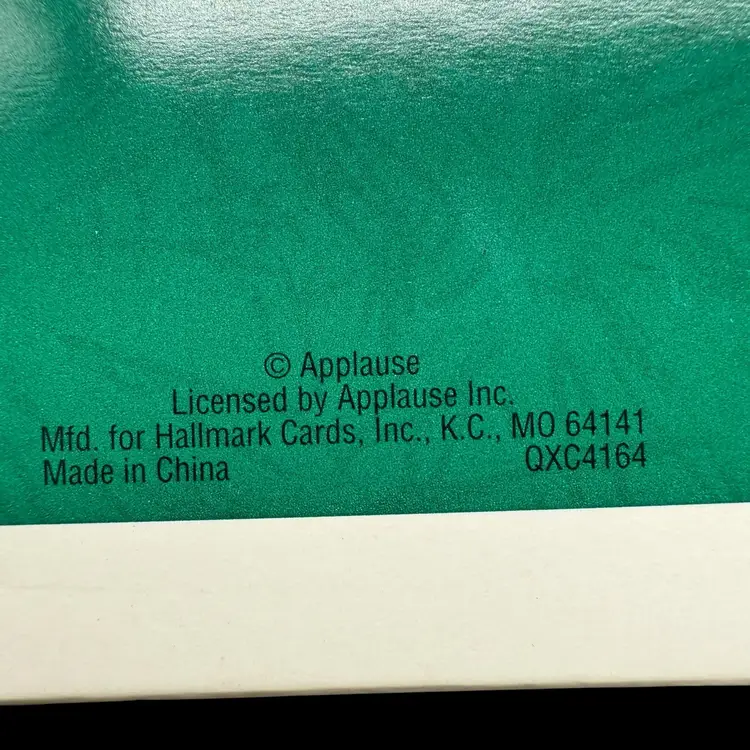 © Applause
Licensed by Applause Inc.
Mfd. for Hallmark Cards, Inc., K.C., MO 64141
Made in China QXC4164